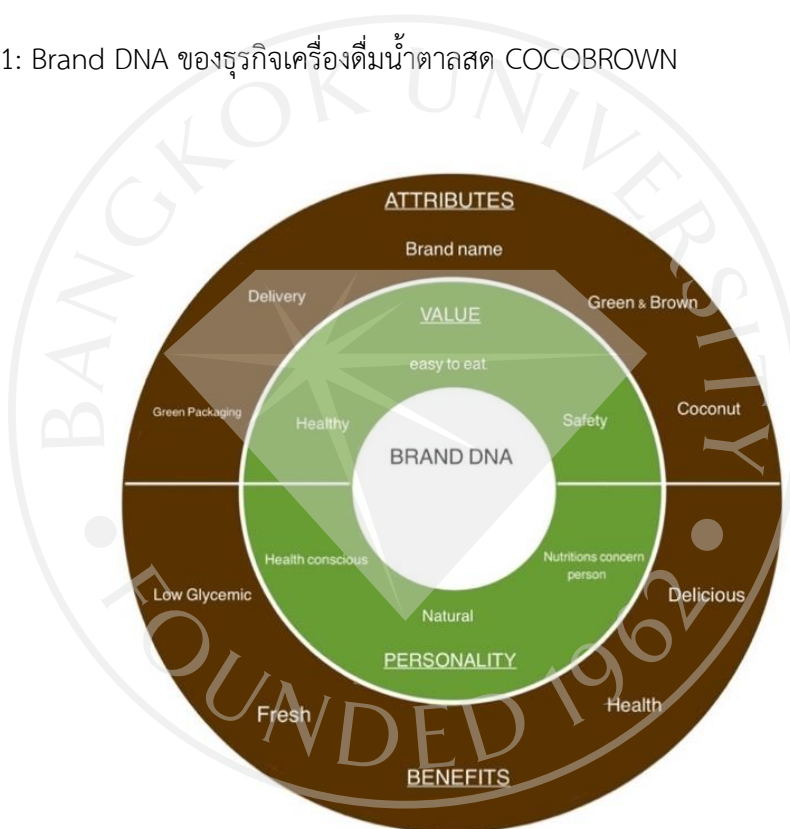 1: Brand DNA ของธุรกิจเครื่องดื่มน้ำตาลสด COCOBROWN
BANGKOK UNIVERSITY
FOUNDED 1962
ATTRIBUTES
Brand name
Delivery
Green & Brown
Green Packaging
Coconut
VALUE
easy to eat
Healthy
Safety
BRAND DNA
Health conscious
Nutritions concern
person
Natural
PERSONALITY
Low Glycemic
Delicious
Fresh
Health
BENEFITS